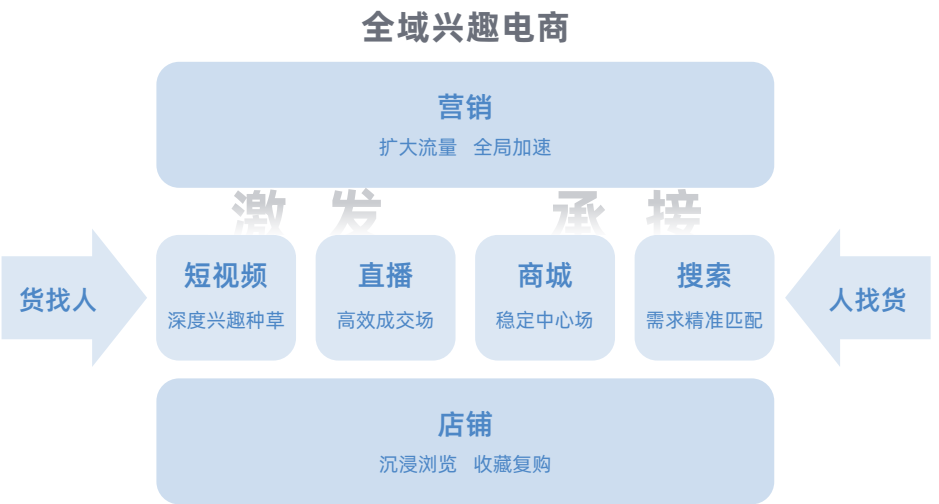 全域兴趣电商
营销
扩大流量 全局加速
激发 承接
货找人
短视频
深度兴趣种草
直播
高效成交场
商城
稳定中心场
搜索
需求精准匹配
人找货
店铺
沉浸浏览 收藏复购